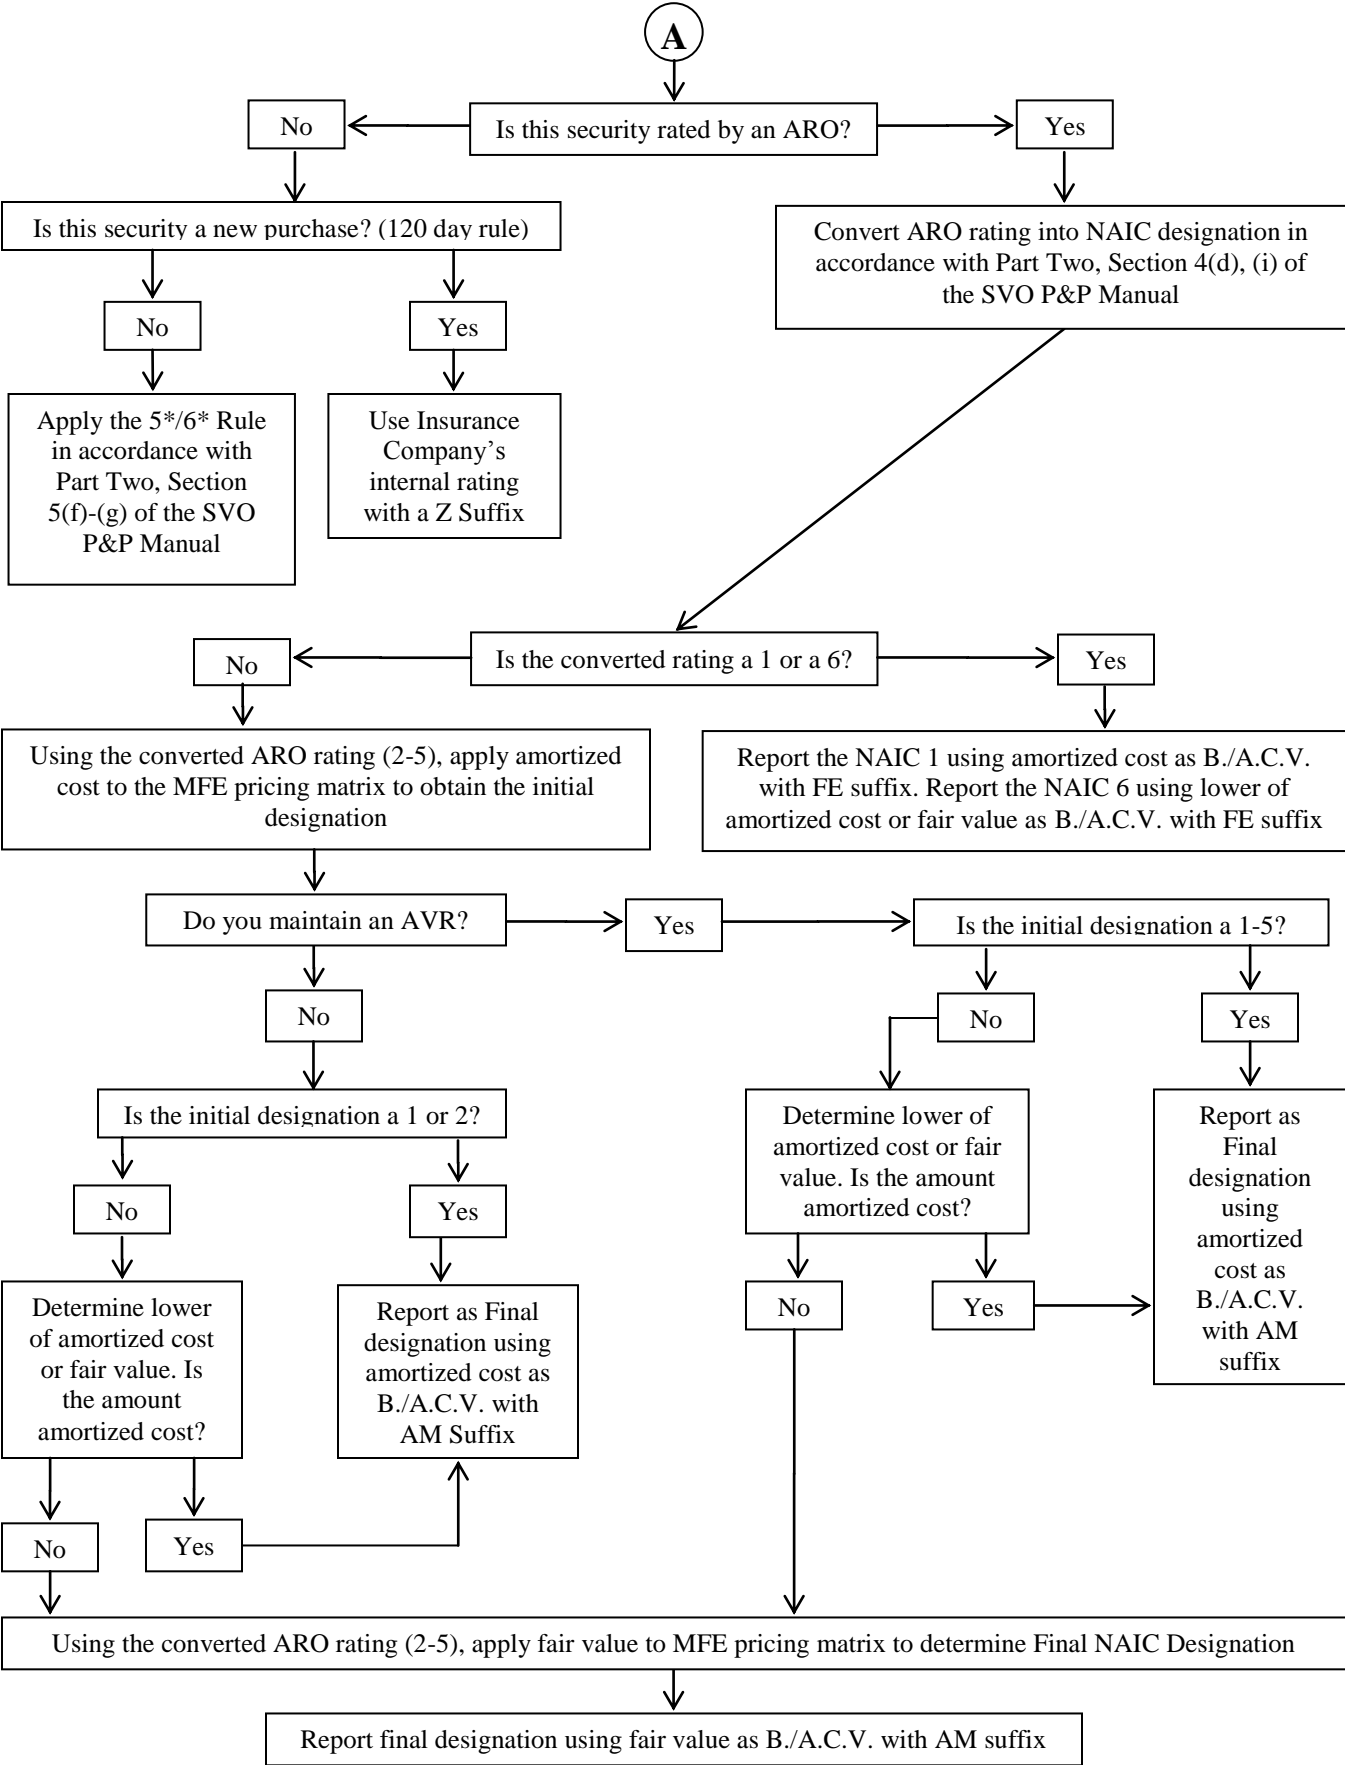 A
No
Is this security rated by an ARO?
Yes
Is this security a new purchase? (120 day rule)
Convert ARO rating into NAIC designation in
accordance with Part Two, Section 4(d), (i) of
the SVO P&P Manual
No
Yes
Apply the 5*/6* Rule
in accordance with
Part Two, Section
5(f)-(g) of the SVO
P&P Manual
Use Insurance
Company's
internal rating
with a Z Suffix
No
Is the converted rating a 1 or a 6?
Yes
Using the converted ARO rating (2-5), apply amortized
cost to the MFE pricing matrix to obtain the initial
designation
Report the NAIC 1 using amortized cost as B./A.C.V.
with FE suffix. Report the NAIC 6 using lower of
amortized cost or fair value as B./A.C.V. with FE suffix
Do you maintain an AVR?
Yes
Is the initial designation a 1-5?
No
No
Yes
Is the initial designation a 1 or 2?
Determine lower of
amortized cost or fair
value. Is the amount
amortized cost?
Report as
Final
designation
using
amortized
cost as
B./A.C.V.
with AM
suffix
No
Yes
No
Yes
Determine lower
of amortized cost
or fair value. Is
the amount
amortized cost?
Report as Final
designation using
amortized cost as
B./A.C.V. with
AM Suffix
No
Yes
Using the converted ARO rating (2-5), apply fair value to MFE pricing matrix to determine Final NAIC Designation
Report final designation using fair value as B./A.C.V. with AM suffix